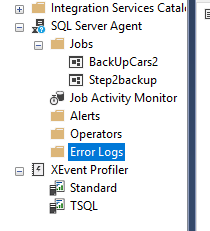 Integration Services Catalo
SQL Server Agent
Jobs
BackUpCars2
Step2backup
Job Activity Monitor
Alerts
Operators
Error Logs
XEvent Profiler
Standard
TSQL